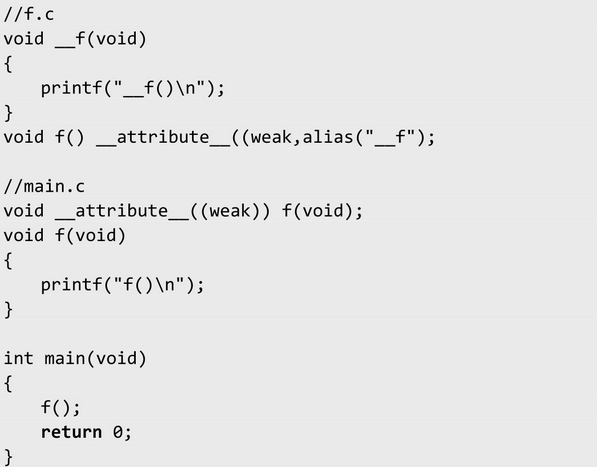 //f.c
void __f(void)
{
    printf("__f()\n");
}
void f() __attribute__((weak,alias("__f");

//main.c
void __attribute__((weak)) f(void);
void f(void)
{
    printf("f()\n");
}

int main(void)
{
    f();
    return 0;
}